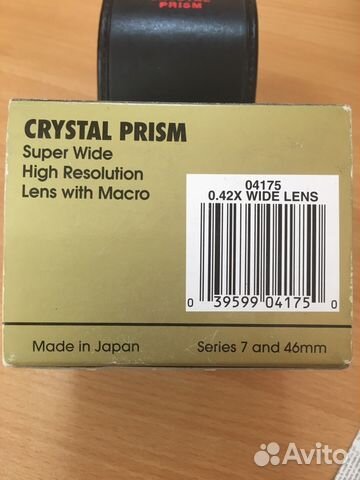 PRISM
CRYSTAL PRISM
Super Wide
High Resolution
Lens with Macro
04175
0.42X WIDE LENS
0 39599 04175 0
Made in Japan
Series 7 and 46mm
Avito